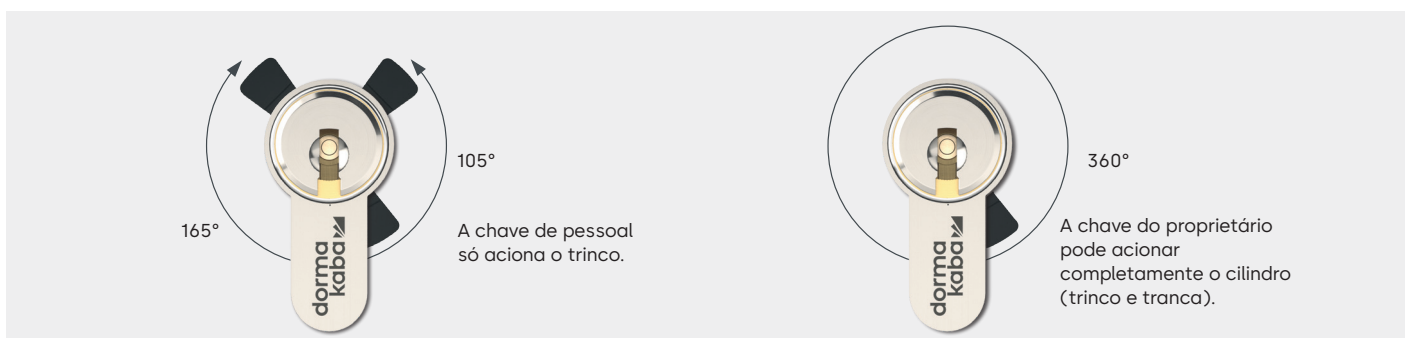 105°
165°
A chave de pessoal
só aciona o trinco.
dorma
kaba
360°
A chave do proprietário
pode acionar
completamente o cilindro
(trinco e tranca).
dorma
kaba